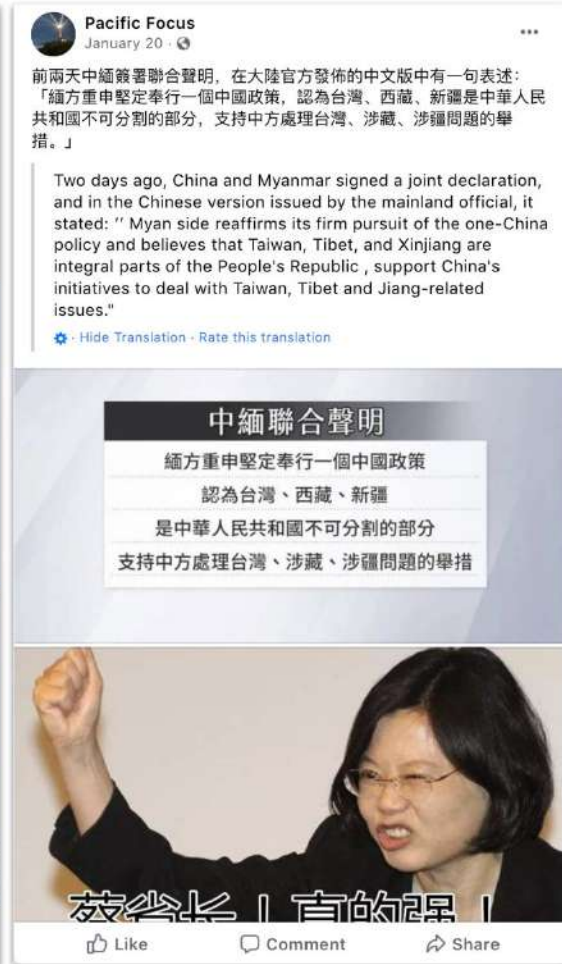 Pacific Focus
January 20 ·
前兩天中緬簽署聯合聲明，在大陸官方發佈的中文版中有一句表述：
「緬方重申堅定奉行一個中國政策，認為台灣、西藏、新疆是中華人民
共和國不可分割的部分，支持中方處理台灣、涉藏、涉疆問題的舉
措。」
Two days ago, China and Myanmar signed a joint declaration,
and in the Chinese version issued by the mainland official, it
stated: ′′ Myan side reaffirms its firm pursuit of the one-China
policy and believes that Taiwan, Tibet, and Xinjiang are
integral parts of the People's Republic , support China's
initiatives to deal with Taiwan, Tibet and Jiang-related
issues."
· Hide Translation · Rate this translation
中緬聯合聲明
緬方重申堅定奉行一個中國政策
認為台灣、西藏、新疆
是中華人民共和國不可分割的部分
支持中方處理台灣、涉藏、涉疆問題的舉措
蔡省长！真的强！
Like Comment Share